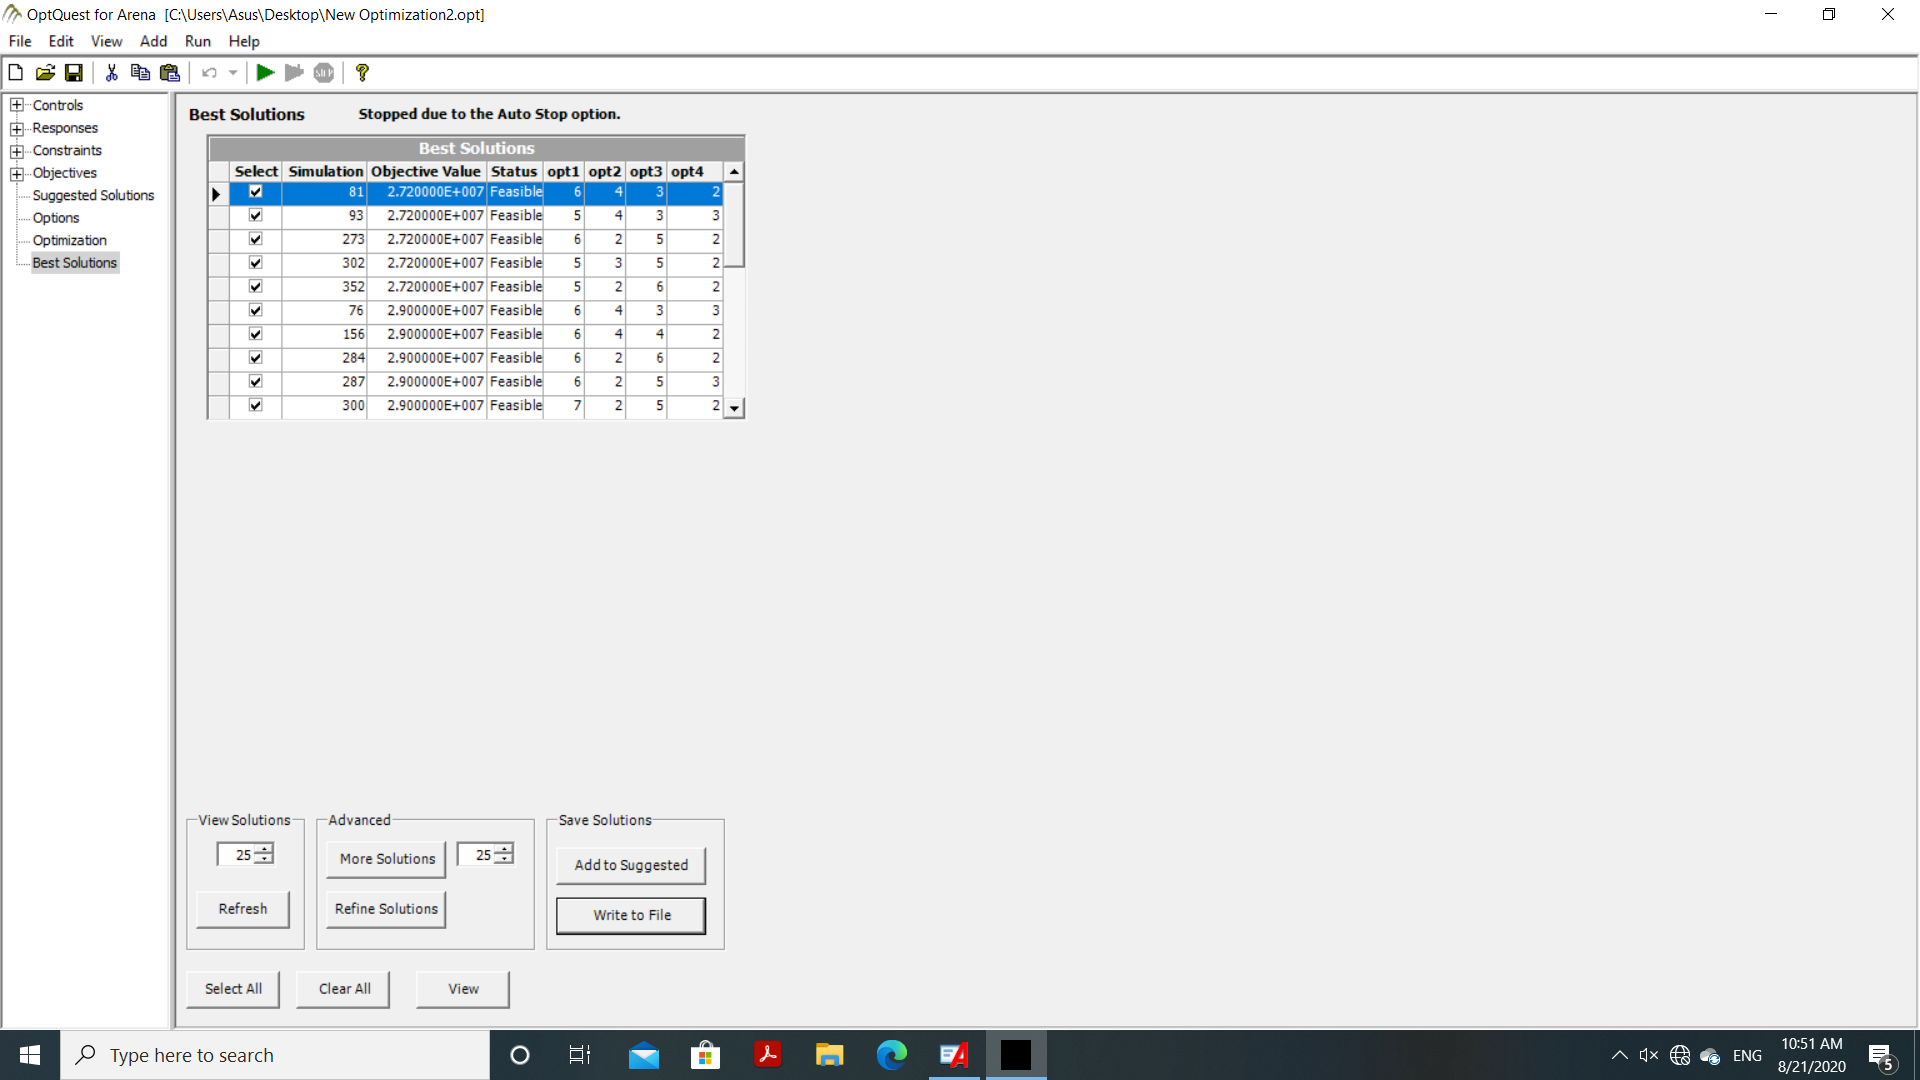 OptQuest for Arena [C:\Users\Asus\Desktop\New Optimization2.opt]
File Edit View Add Run Help
Controls
Responses
Constraints
Objectives
Suggested Solutions
Options
Optimization
Best Solutions
Best Solutions Stopped due to the Auto Stop option.
Best Solutions
Select Simulation Objective Value Status opt1 opt2 opt3 opt4
81 2.720000E+007 Feasible 6 4 3 2
93 2.720000E+007 Feasible 5 4 3 3
273 2.720000E+007 Feasible 6 2 5 2
302 2.720000E+007 Feasible 5 3 5 2
352 2.720000E+007 Feasible 5 2 6 2
76 2.900000E+007 Feasible 6 4 3 3
156 2.900000E+007 Feasible 6 4 4 2
284 2.900000E+007 Feasible 6 2 6 2
287 2.900000E+007 Feasible 6 2 5 3
300 2.900000E+007 Feasible 7 2 5 2
View Solutions
25
Refresh
Advanced
More Solutions 25
Refine Solutions
Save Solutions
Add to Suggested
Write to File
Select All Clear All View
Type here to search
ENG
10:51 AM
8/21/2020
5